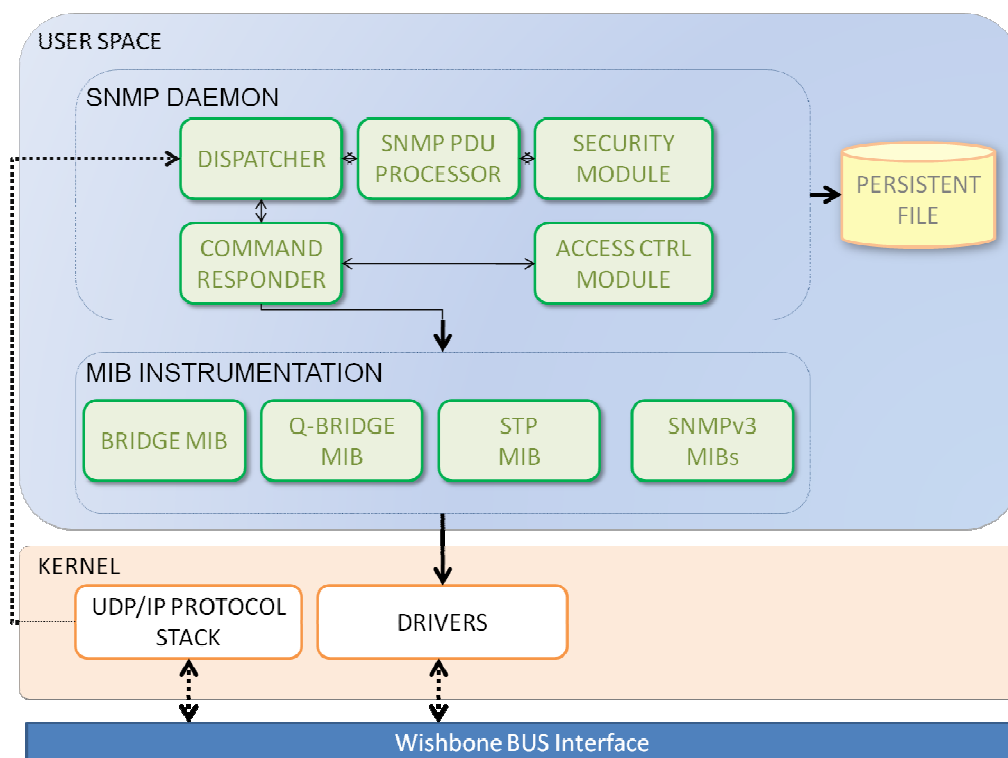 USER SPACE
SNMP DAEMON
DISPATCHER
SNMP PDU
PROCESSOR
SECURITY
MODULE
PERSISTENT
FILE
COMMAND
RESPONDER
ACCESS CTRL
MODULE
MIB INSTRUMENTATION
BRIDGE MIB
Q-BRIDGE
MIB
STP
MIB
SNMPv3
MIBs
KERNEL
UDP/IP PROTOCOL
STACK
DRIVERS
Wishbone BUS Interface